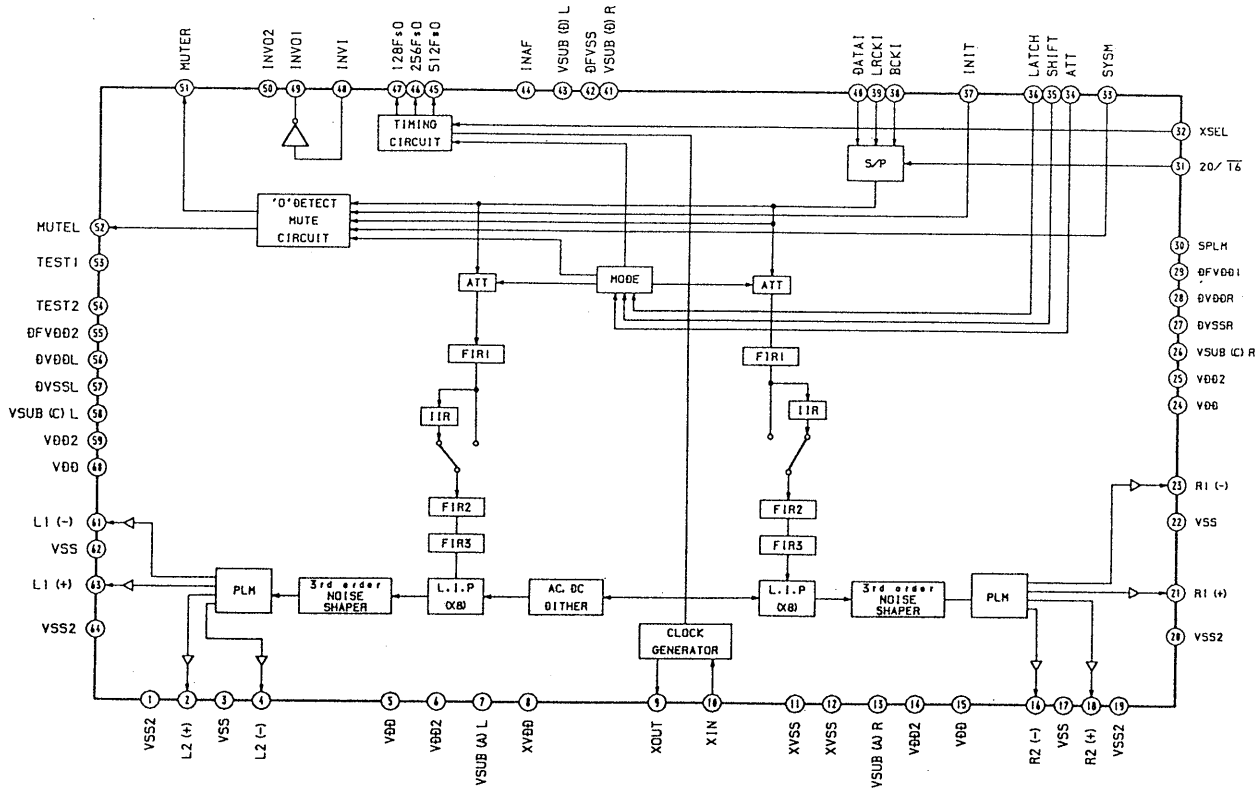 MUTER
INVO2
INVO1
INVI
128FsO
256FsO
512FsO
INAF
VSUB (D) L
DFVSS
VSUB (D) R
DATAI
LRCKI
BCKI
INIT
LATCH
SHIFT
ATT
SYSM
51
50
49
48
47
46
45
44
43
42
41
40
39
38
37
36
35
34
33
TIMING
CIRCUIT
S/P
32 XSEL
31 20/16
'0'DETECT
MUTE
CIRCUIT
MUTEL 52
TEST1 53
TEST2 54
DFVDD2 55
DVDDL 56
DVSSL 57
VSUB (C) L 58
VDD2 59
VDD 60
L1 (-) 61
VSS 62
L1 (+) 63
VSS2 64
ATT
MODE
ATT
FIR1
FIR1
IIR
IIR
FIR2
FIR2
FIR3
FIR3
30 SPLM
29 DFVDD1
28 DVDDR
27 DVSSR
26 VSUB (C) R
25 VDD2
24 VDD
23 R1 (-)
22 VSS
21 R1 (+)
20 VSS2
PLM
3rd order
NOISE
SHAPER
L.I.P
(X8)
AC, DC
DITHER
L.I.P
(X8)
3rd order
NOISE
SHAPER
PLM
CLOCK
GENERATOR
1
2
3
4
5
6
7
8
9
10
11
12
13
14
15
16
17
18
19
VSS2
L2 (+)
VSS
L2 (-)
VDD
VDD2
VSUB (A) L
XVDD
XOUT
XIN
XVSS
XVSS
VSUB (A) R
VDD2
VDD
R2 (-)
VSS
R2 (+)
VSS2